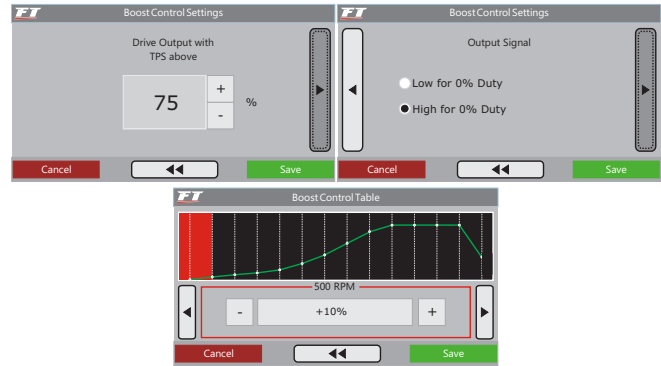 FT
Boost Control Settings
Drive Output with
TPS above
75
+
-
%
Cancel
Save
FT
Boost Control Settings
Output Signal
Low for 0% Duty
High for 0% Duty
Cancel
Save
FT
Boost Control Table
500 RPM
-
+10%
+
Cancel
Save